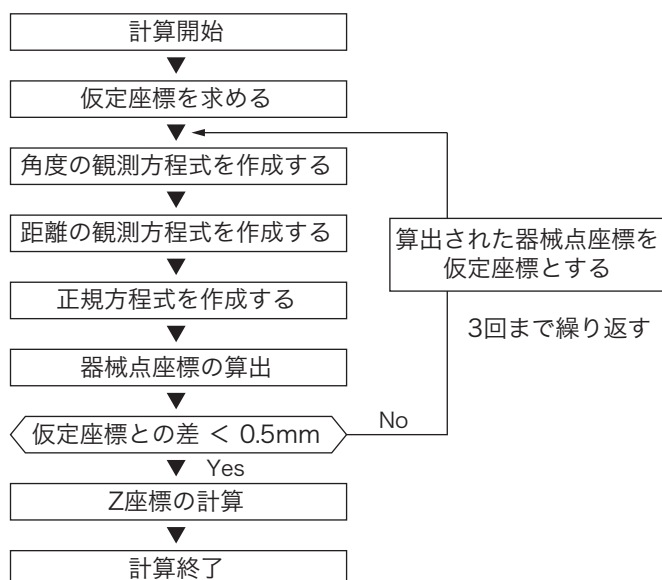 計算開始
仮定座標を求める
角度の観測方程式を作成する
距離の観測方程式を作成する
正規方程式を作成する
器械点座標の算出
仮定座標との差 ＜ 0.5mm
No
算出された器械点座標を
仮定座標とする
3回まで繰り返す
Yes
Z座標の計算
計算終了